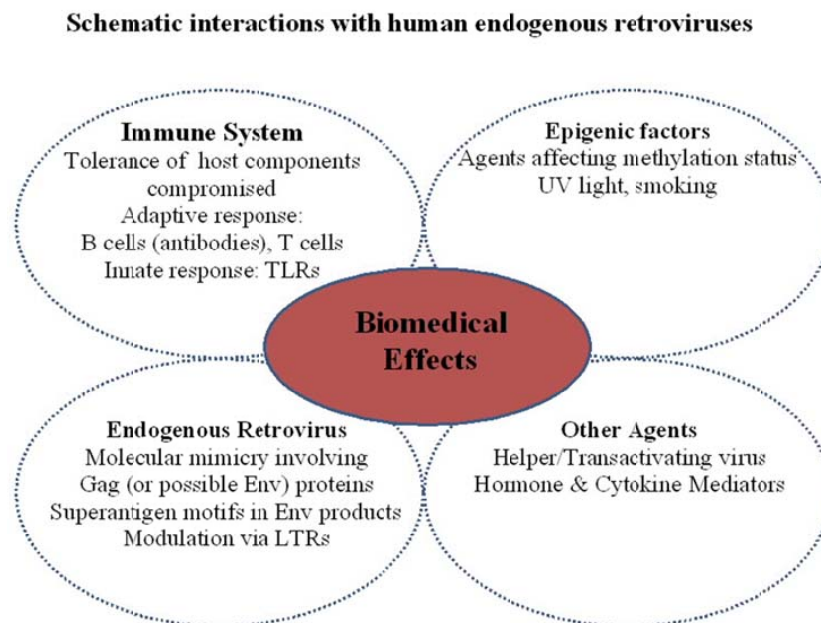 Schematic interactions with human endogenous retroviruses
Immune System
Tolerance of host components
compromised
Adaptive response:
B cells (antibodies), T cells
Innate response: TLRs
Epigenic factors
Agents affecting methylation status
UV light, smoking
Biomedical
Effects
Endogenous Retrovirus
Molecular mimicry involving
Gag (or possible Env) proteins
Superantigen motifs in Env products
Modulation via LTRs
Other Agents
Helper/Transactivating virus
Hormone & Cytokine Mediators